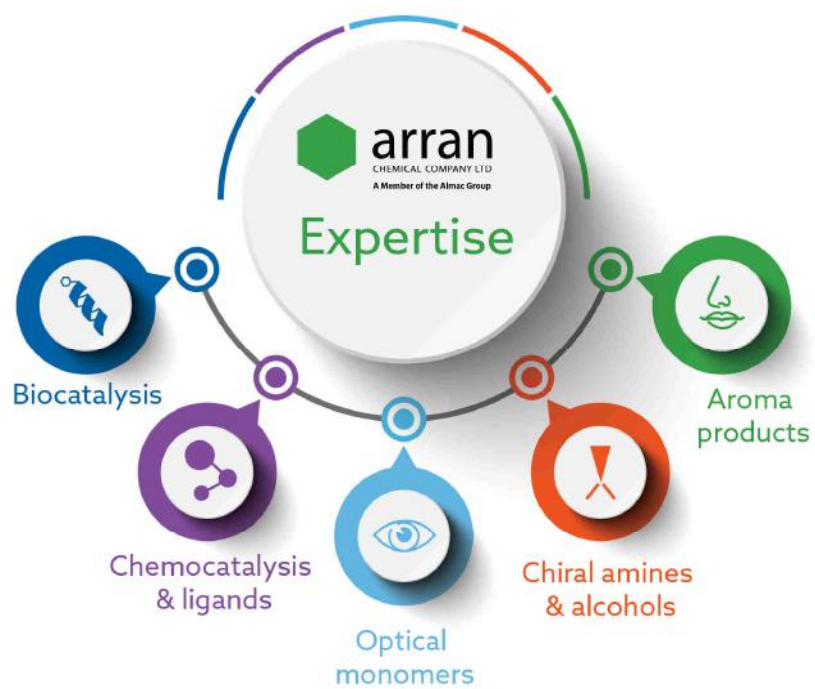 arran
CHEMICAL COMPANY LTD
A Member of the Almac Group
Expertise
Biocatalysis
Chemocatalysis
& ligands
Optical
monomers
Chiral amines
& alcohols
Aroma
products